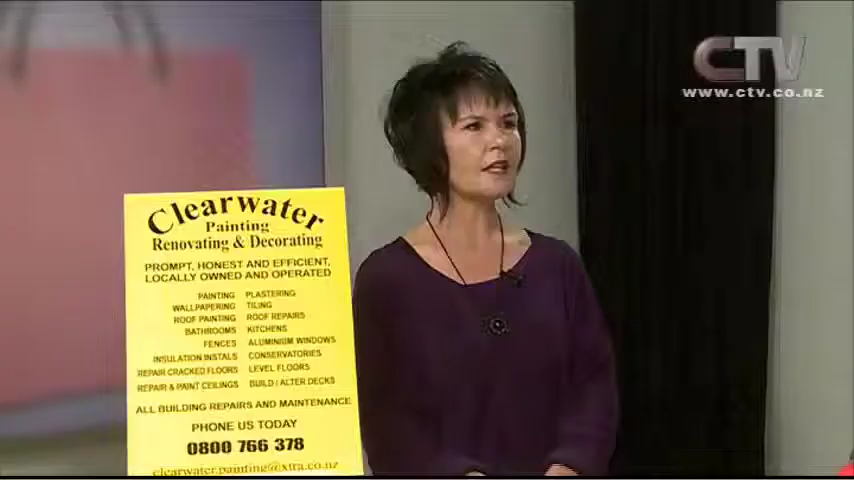 CTV
www.ctv.co.nz
Clearwater
Painting
Renovating & Decorating
PROMPT, HONEST AND EFFICIENT,
LOCALLY OWNED AND OPERATED
PAINTING PLASTERING
WALLPAPERING TILING
ROOF PAINTING ROOF REPAIRS
BATHROOMS KITCHENS
FENCES ALUMINIUM WINDOWS
INSULATION INSTALS CONSERVATORIES
REPAIR CRACKED FLOORS LEVEL FLOORS
REPAIR & PAINT CEILINGS BUILD / ALTER DECKS
ALL BUILDING REPAIRS AND MAINTENANCE
PHONE US TODAY
0800 766 378
clearwater.painting@xtra.co.nz